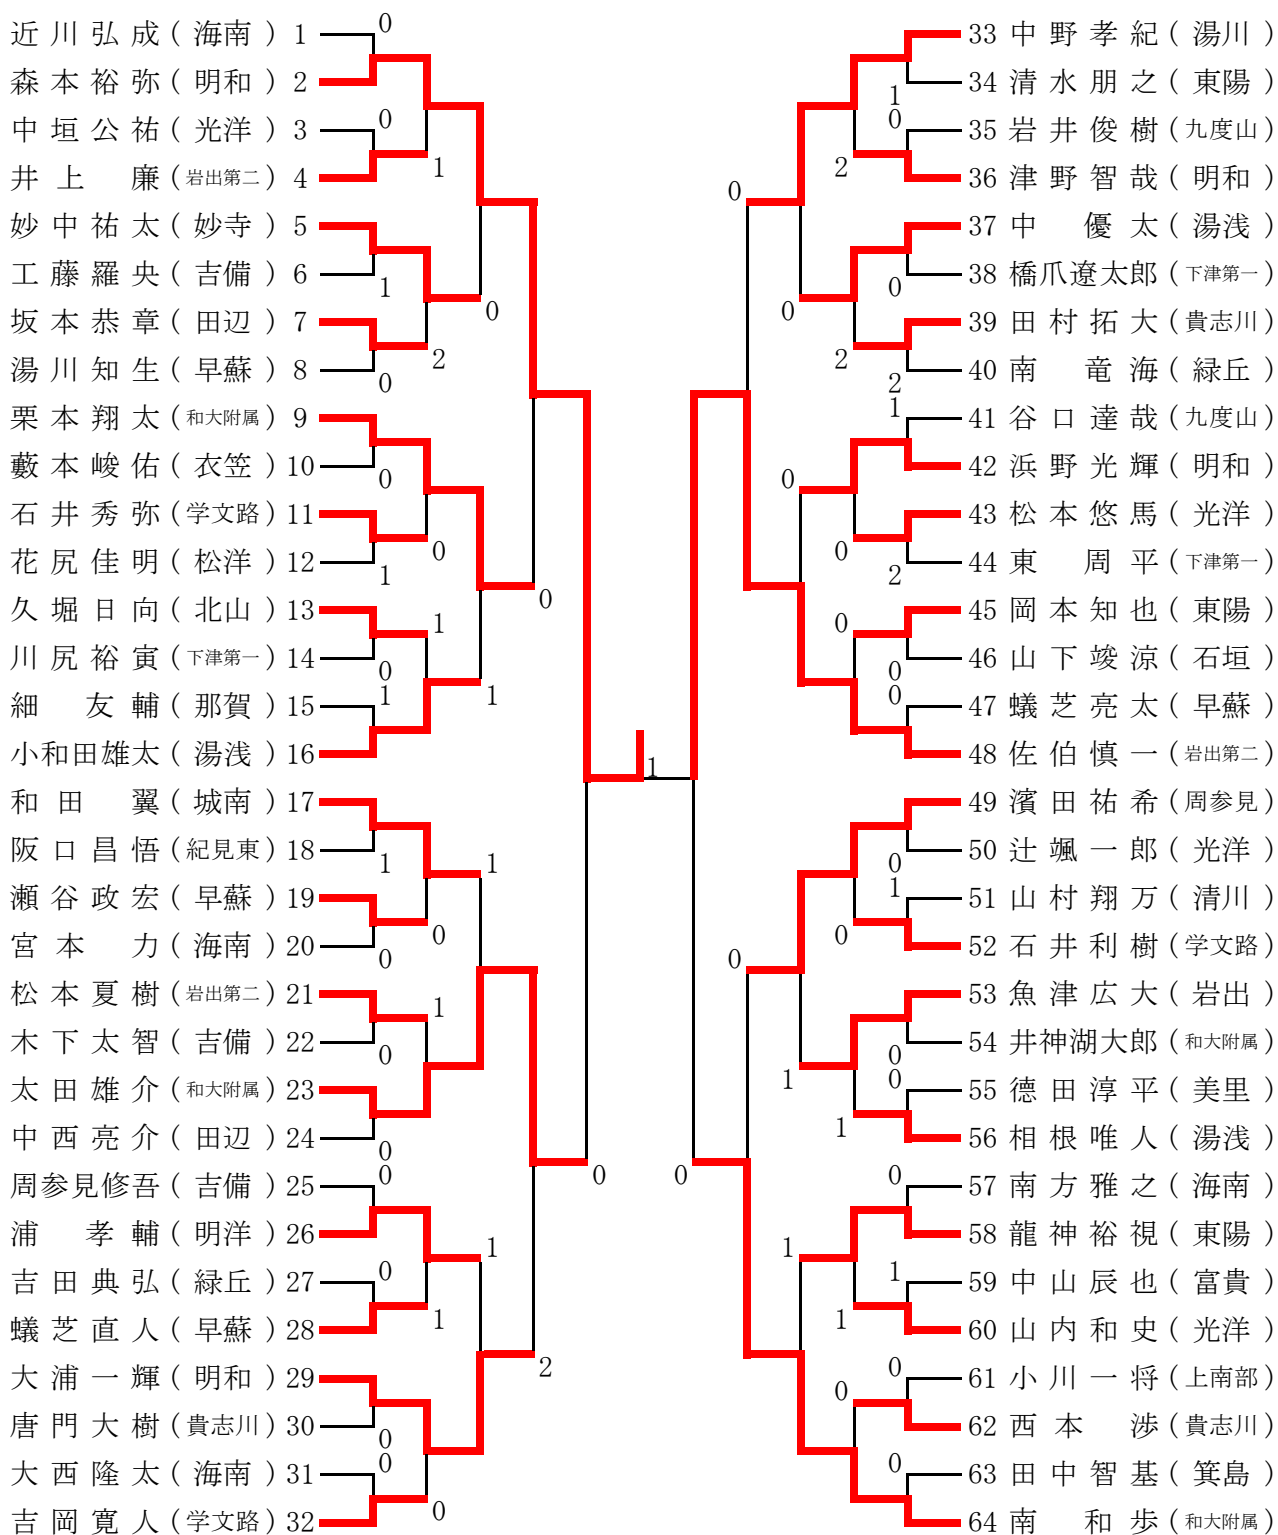 近川弘成(海南) 1
森本裕弥(明和) 2
中垣公祐(光洋) 3
井上 廉(岩出第二) 4
妙中祐太(妙寺) 5
工藤羅央(吉備) 6
坂本恭章(田辺) 7
湯川知生(早蘇) 8
栗本翔太(和大附属) 9
藪本峻佑(衣笠) 10
石井秀弥(学文路) 11
花尻佳明(松洋) 12
久堀日向(北山) 13
川尻裕寅(下津第一) 14
細 友輔(那賀) 15
小和田雄太(湯浅) 16
和田 翼(城南) 17
阪口昌悟(紀見東) 18
瀬谷政宏(早蘇) 19
宮本 力(海南) 20
松本夏樹(岩出第二) 21
木下太智(吉備) 22
太田雄介(和大附属) 23
中西亮介(田辺) 24
周参見修吾(吉備) 25
浦 孝輔(明洋) 26
吉田典弘(緑丘) 27
蟻芝直人(早蘇) 28
大浦一輝(明和) 29
唐門大樹(貴志川) 30
大西隆太(海南) 31
吉岡寛人(学文路) 32
0
0
1
1
0
2
0
0
0
0
1
0
1
0
1
1
1
1
0
0
1
0
0
0
1
0
1
2
0
0
0
0
1
33 中野孝紀(湯川)
34 清水朋之(東陽)
35 岩井俊樹(九度山)
36 津野智哉(明和)
37 中 優太(湯浅)
38 橋爪遼太郎(下津第一)
39 田村拓大(貴志川)
40 南 竜海(緑丘)
41 谷口達哉(九度山)
42 浜野光輝(明和)
43 松本悠馬(光洋)
44 東 周平(下津第一)
45 岡本知也(東陽)
46 山下竣涼(石垣)
47 蟻芝亮太(早蘇)
48 佐伯慎一(岩出第二)
49 濱田祐希(周参見)
50 辻颯一郎(光洋)
51 山村翔万(清川)
52 石井利樹(学文路)
53 魚津広大(岩出)
54 井神湖大郎(和大附属)
55 德田淳平(美里)
56 相根唯人(湯浅)
57 南方雅之(海南)
58 龍神裕視(東陽)
59 中山辰也(富貴)
60 山内和史(光洋)
61 小川一将(上南部)
62 西本 渉(貴志川)
63 田中智基(箕島)
64 南 和歩(和大附属)
1
0
2
0
0
0
2
2
1
0
0
2
0
0
0
0
1
0
0
0
0
1
1
0
0
1
1
1
0
0
0